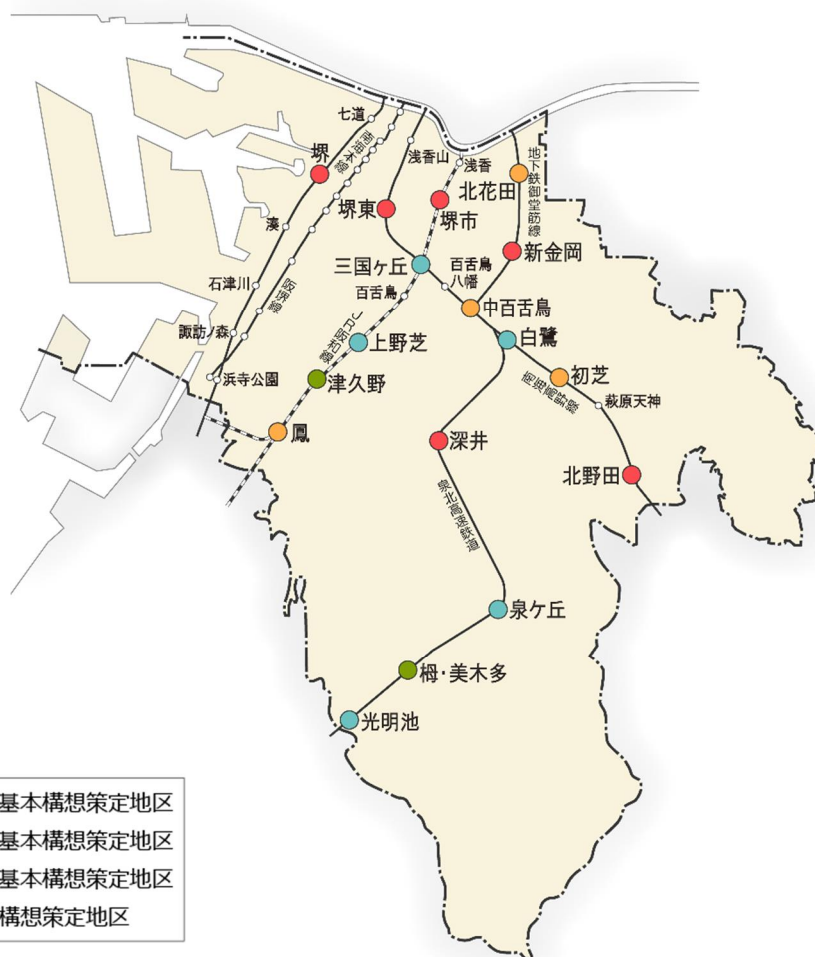 七道
南海本線
堺
浅香山
浅香
北花田
地下鉄御堂筋線
堺東
堺市
湊
新金岡
三国ヶ丘
百舌鳥
八幡
石津川
百舌鳥
阪堺線
中百舌鳥
諏訪ノ森
JR阪和線
上野芝
白鷺
浜寺公園
津久野
初芝
南海高野線
萩原天神
鳳
深井
北野田
泉北高速鉄道
泉ケ丘
栂・美木多
光明池
基本構想策定地区
基本構想策定地区
基本構想策定地区
構想策定地区